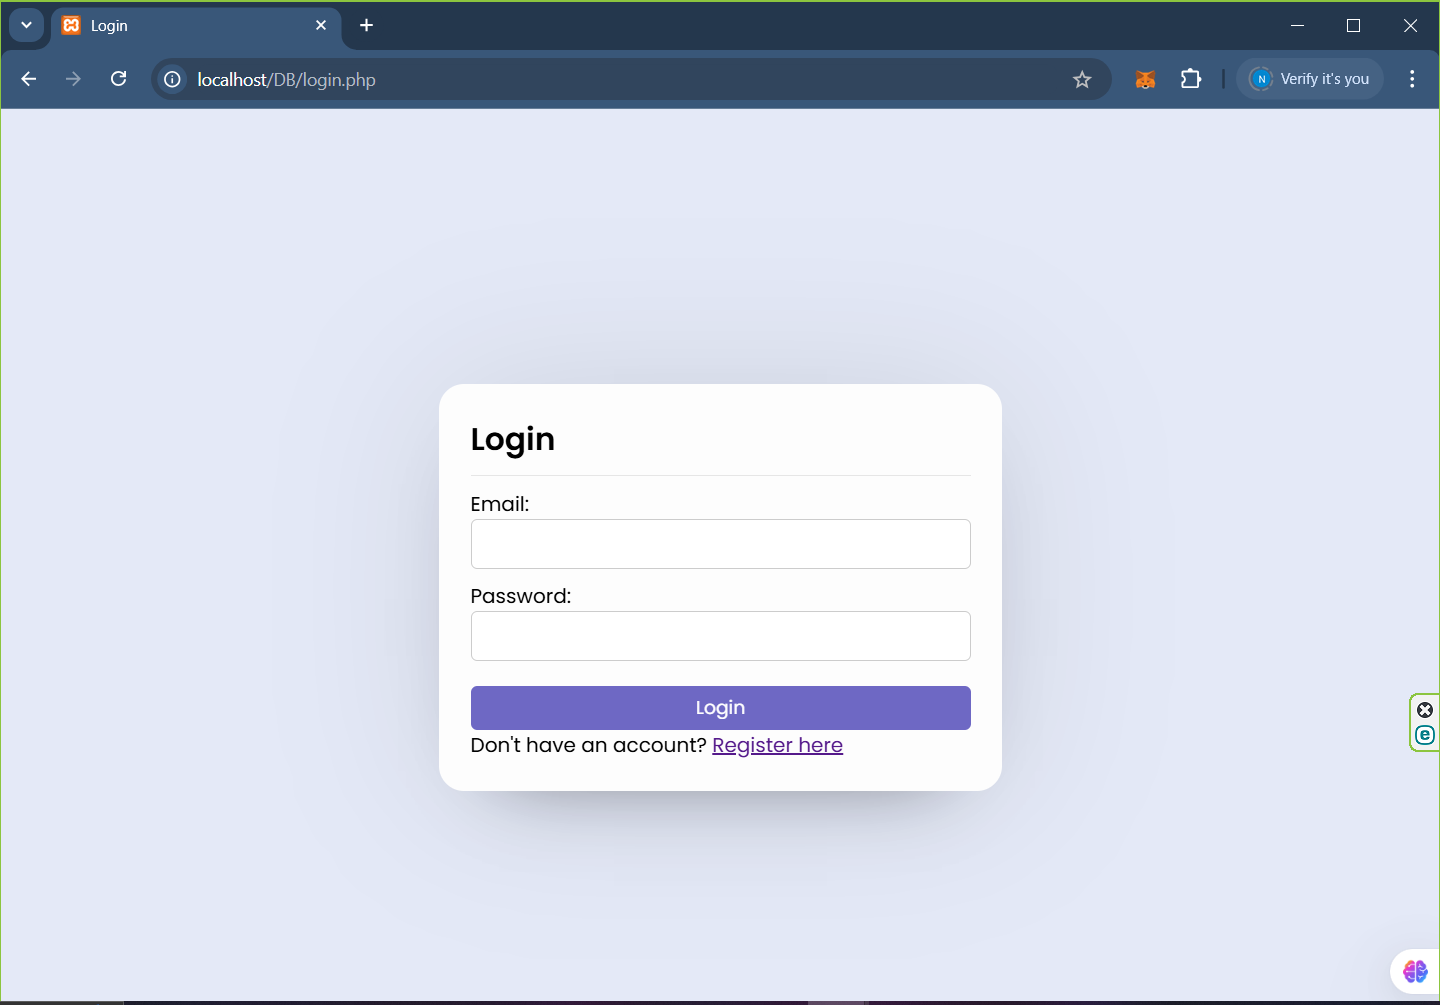 Login
localhost/DB/login.php
N
Verify it's you
Login
Email:
Password:
Login
Don't have an account? Register here
e